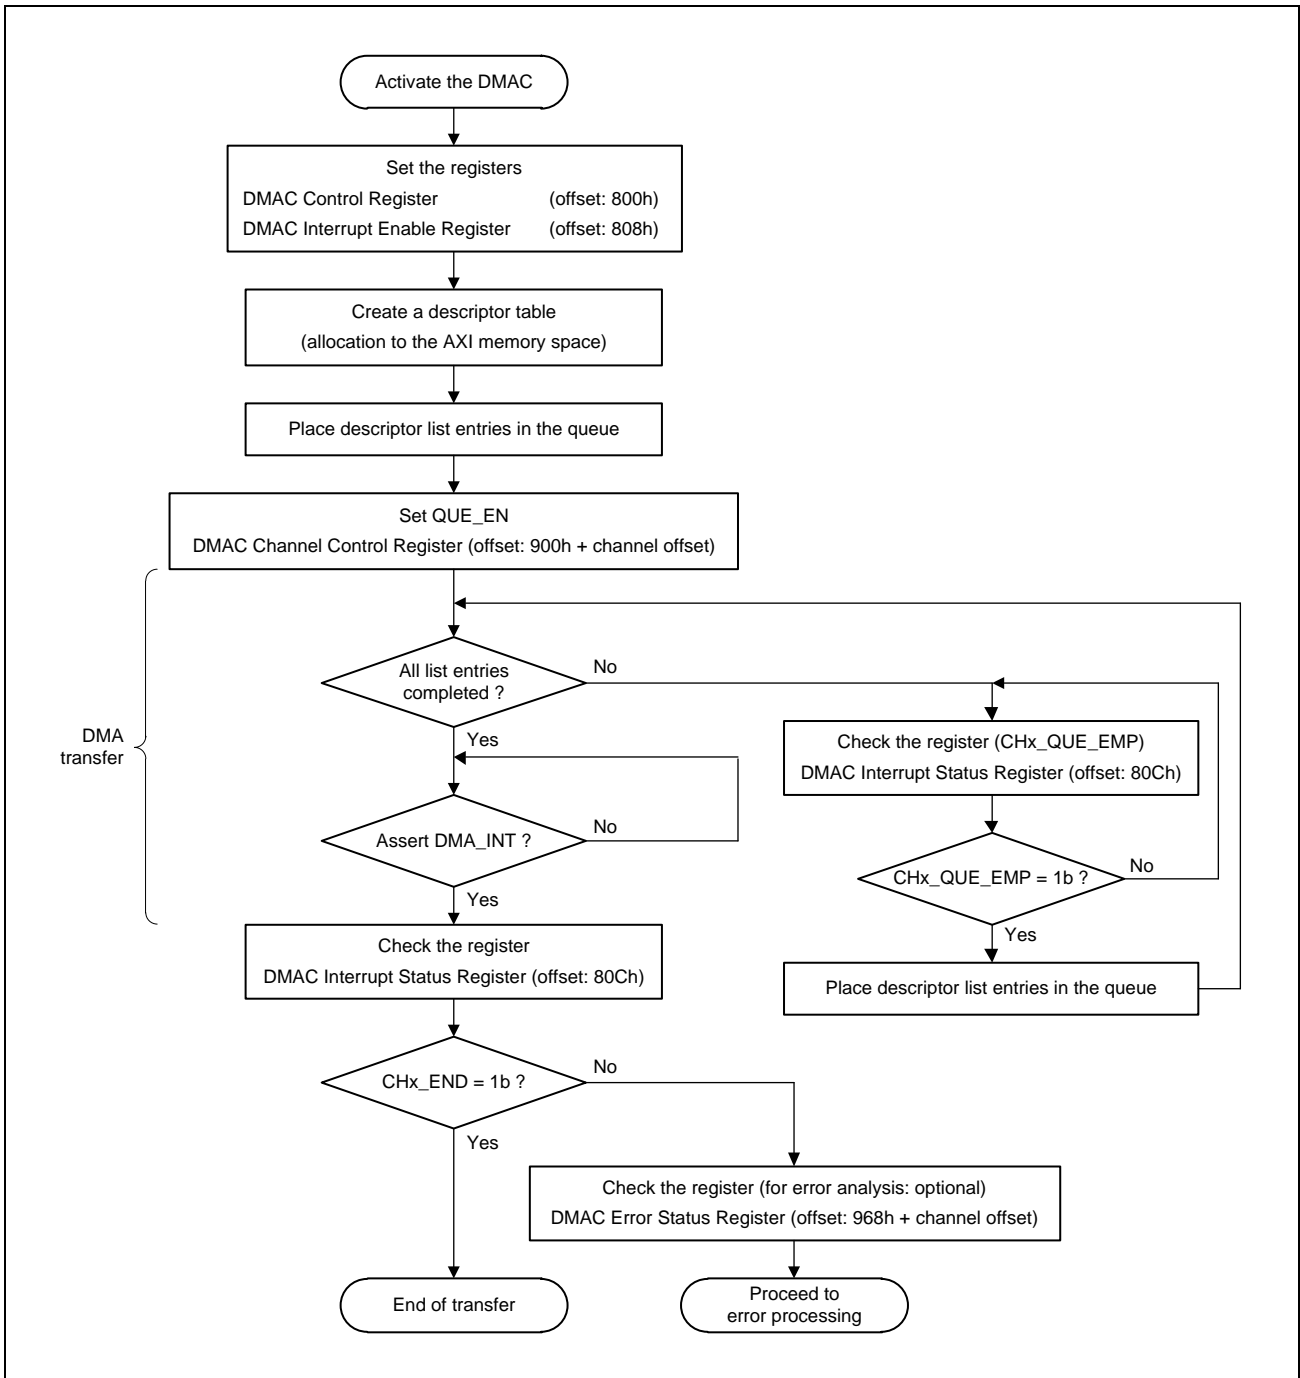 Activate the DMAC
Set the registers
DMAC Control Register (offset: 800h)
DMAC Interrupt Enable Register (offset: 808h)
Create a descriptor table
(allocation to the AXI memory space)
Place descriptor list entries in the queue
Set QUE_EN
DMAC Channel Control Register (offset: 900h + channel offset)
DMA
transfer
All list entries
completed ?
No
Yes
Check the register (CHx_QUE_EMP)
DMAC Interrupt Status Register (offset: 80Ch)
Assert DMA_INT ?
No
Yes
CHx_QUE_EMP = 1b ?
No
Yes
Place descriptor list entries in the queue
Check the register
DMAC Interrupt Status Register (offset: 80Ch)
CHx_END = 1b ?
No
Yes
Check the register (for error analysis: optional)
DMAC Error Status Register (offset: 968h + channel offset)
End of transfer
Proceed to
error processing